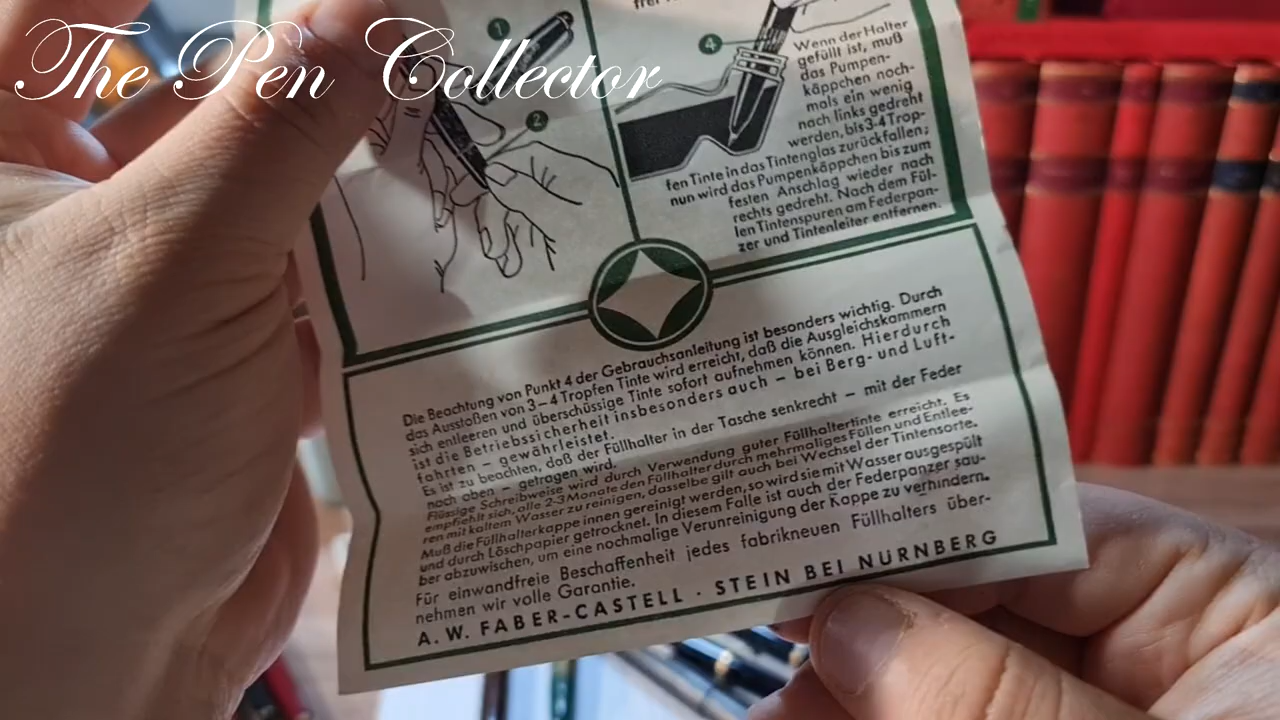 The Pen Collector
1
2
4
Wenn der Halter
gefüllt ist, muß
das Pumpen-
käppchen noch-
mals ein wenig
nach links gedreht
werden, bis 3-4 Trop-
fen Tinte in das Tintenglas zurückfallen;
nun wird das Pumpenkäppchen bis zum
festen Anschlag wieder nach
rechts gedreht. Nach dem Fül-
len Tintenspuren am Federpan-
zer und Tintenleiter entfernen.
Die Beachtung von Punkt 4 der Gebrauchsanleitung ist besonders wichtig. Durch
das Ausstoßen von 3–4 Tropfen Tinte wird erreicht, daß die Ausgleichskammern
sich entleeren und überschüssige Tinte sofort aufnehmen können. Hierdurch
ist die Betriebssicherheit insbesonders auch – bei Berg- und Luft-
fahrten – gewährleistet.
Es ist zu beachten, daß der Füllhalter in der Tasche senkrecht – mit der Feder
nach oben – getragen wird.
Flüssige Schreibweise wird durch Verwendung guter Füllhaltertinte erreicht. Es
empfiehlt sich, alle 2-3 Monate den Füllhalter durch mehrmaliges Füllen und Entlee-
ren mit kaltem Wasser zu reinigen, dasselbe gilt auch bei Wechsel der Tintensorte.
Muß die Füllhalterkappe innen gereinigt werden, so wird sie mit Wasser ausgespült
und durch Löschpapier getrocknet. In diesem Falle ist auch der Federpanzer sau-
ber abzuwischen, um eine nochmalige Verunreinigung der Kappe zu verhindern.
Für einwandfreie Beschaffenheit jedes fabrikneuen Füllhalters über-
nehmen wir volle Garantie.
A. W. FABER-CASTELL · STEIN BEI NÜRNBERG